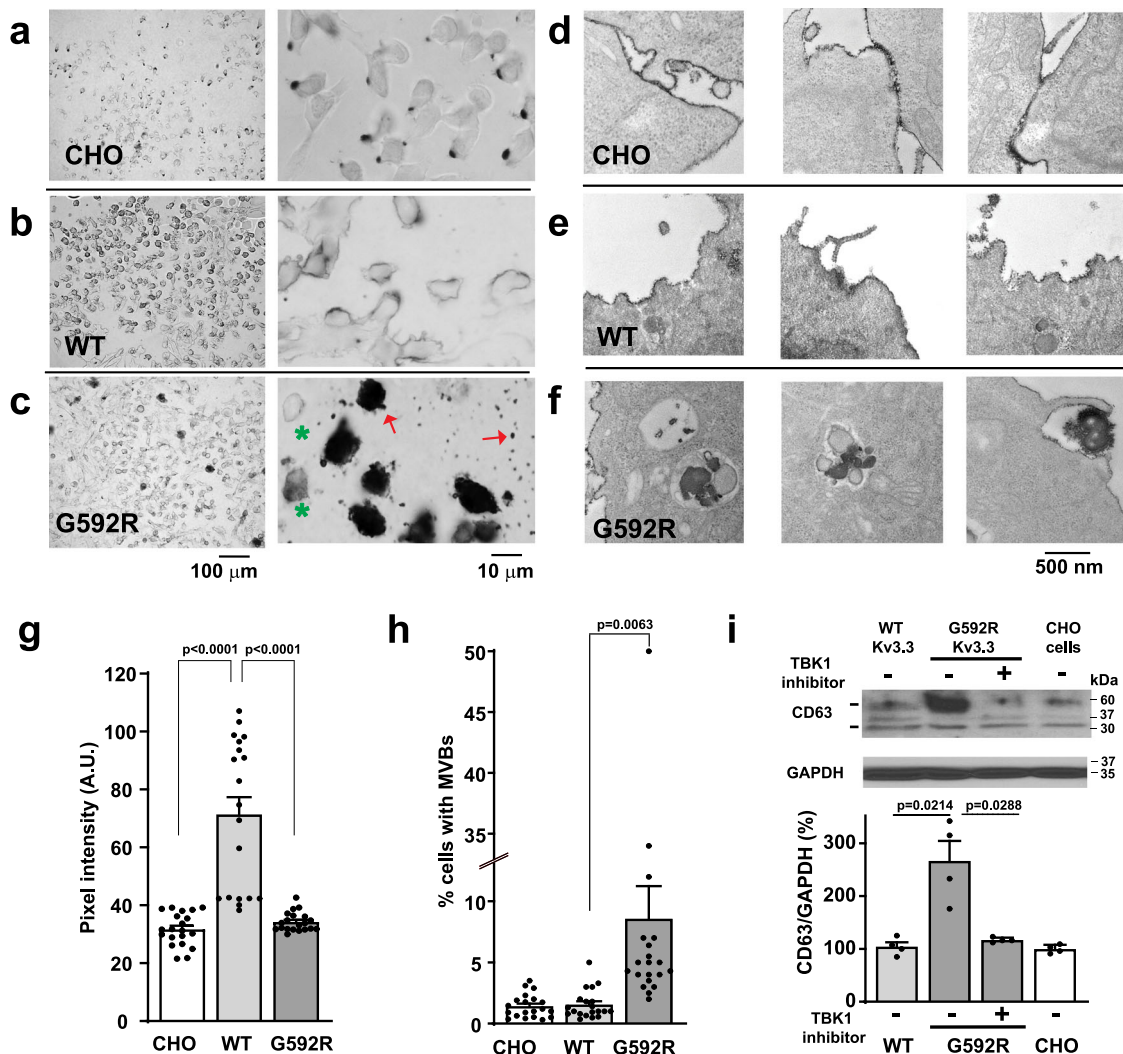 a
CHO
b
WT
c
*
*
G592R
100 μm
10 μm
d
CHO
e
WT
f
G592R
500 nm
g
p<0.0001 p<0.0001
120
100
80
60
40
20
0
Pixel intensity (A.U.)
CHO WT G592R
h
p=0.0063
50
45
40
35
10
5
0
% cells with MVBs
CHO WT G592R
i
WT Kv3.3
G592R Kv3.3
CHO cells
TBK1 inhibitor - - + -
kDa
CD63
60
37
30
GAPDH
37
35
p=0.0214 p=0.0288
300
200
100
0
CD63/GAPDH (%)
TBK1 inhibitor - - + -
WT G592R CHO